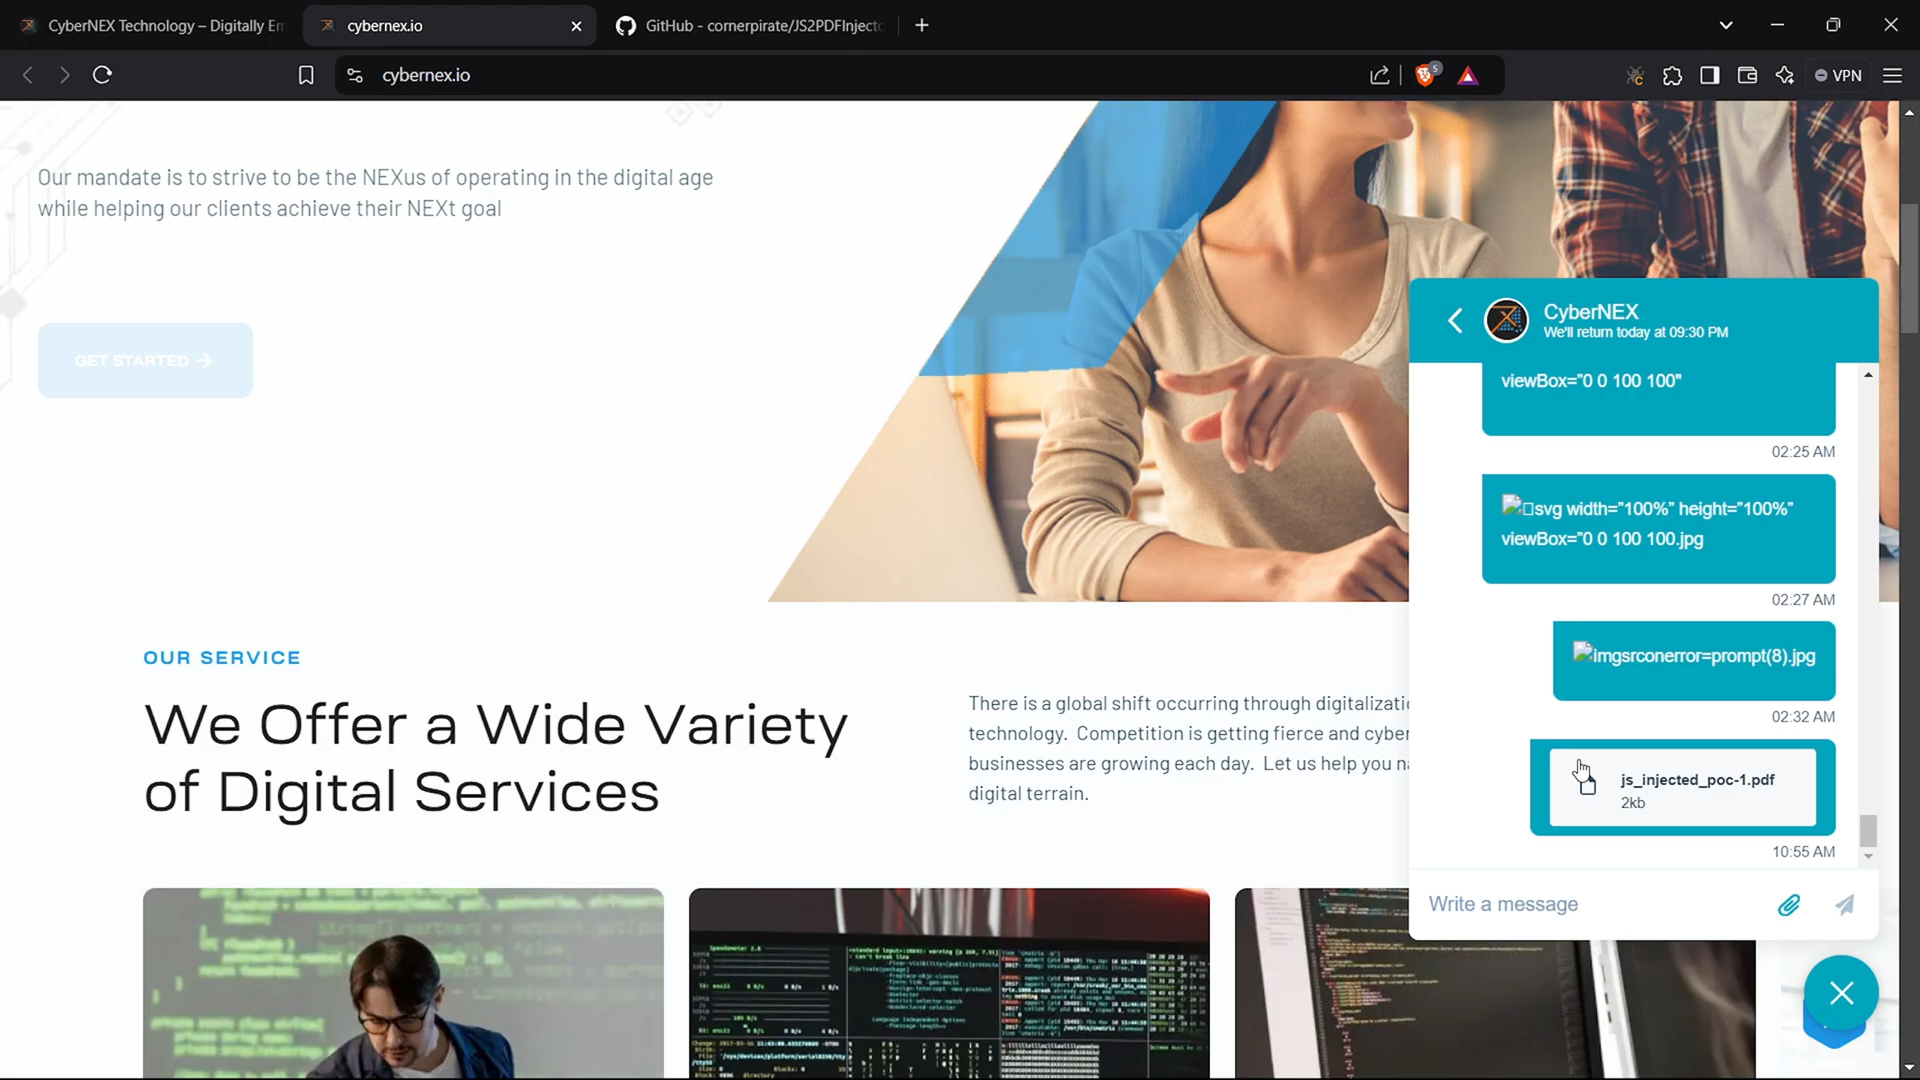 CyberNEX Technology – Digitally Em
cybernex.io
GitHub - cornerpirate/JS2PDFInjecto
cybernex.io
5
VPN
Our mandate is to strive to be the NEXus of operating in the digital age
while helping our clients achieve their NEXt goal
GET STARTED →
OUR SERVICE
We Offer a Wide Variety
of Digital Services
There is a global shift occurring through digitalizati
technology. Competition is getting fierce and cyber
businesses are growing each day. Let us help you n
digital terrain.
CyberNEX
We'll return today at 09:30 PM
viewBox="0 0 100 100"
02:25 AM
svg width="100%" height="100%"
viewBox="0 0 100 100.jpg
02:27 AM
imgsrconerror=prompt(8).jpg
02:32 AM
js_injected_poc-1.pdf
2kb
10:55 AM
Write a message